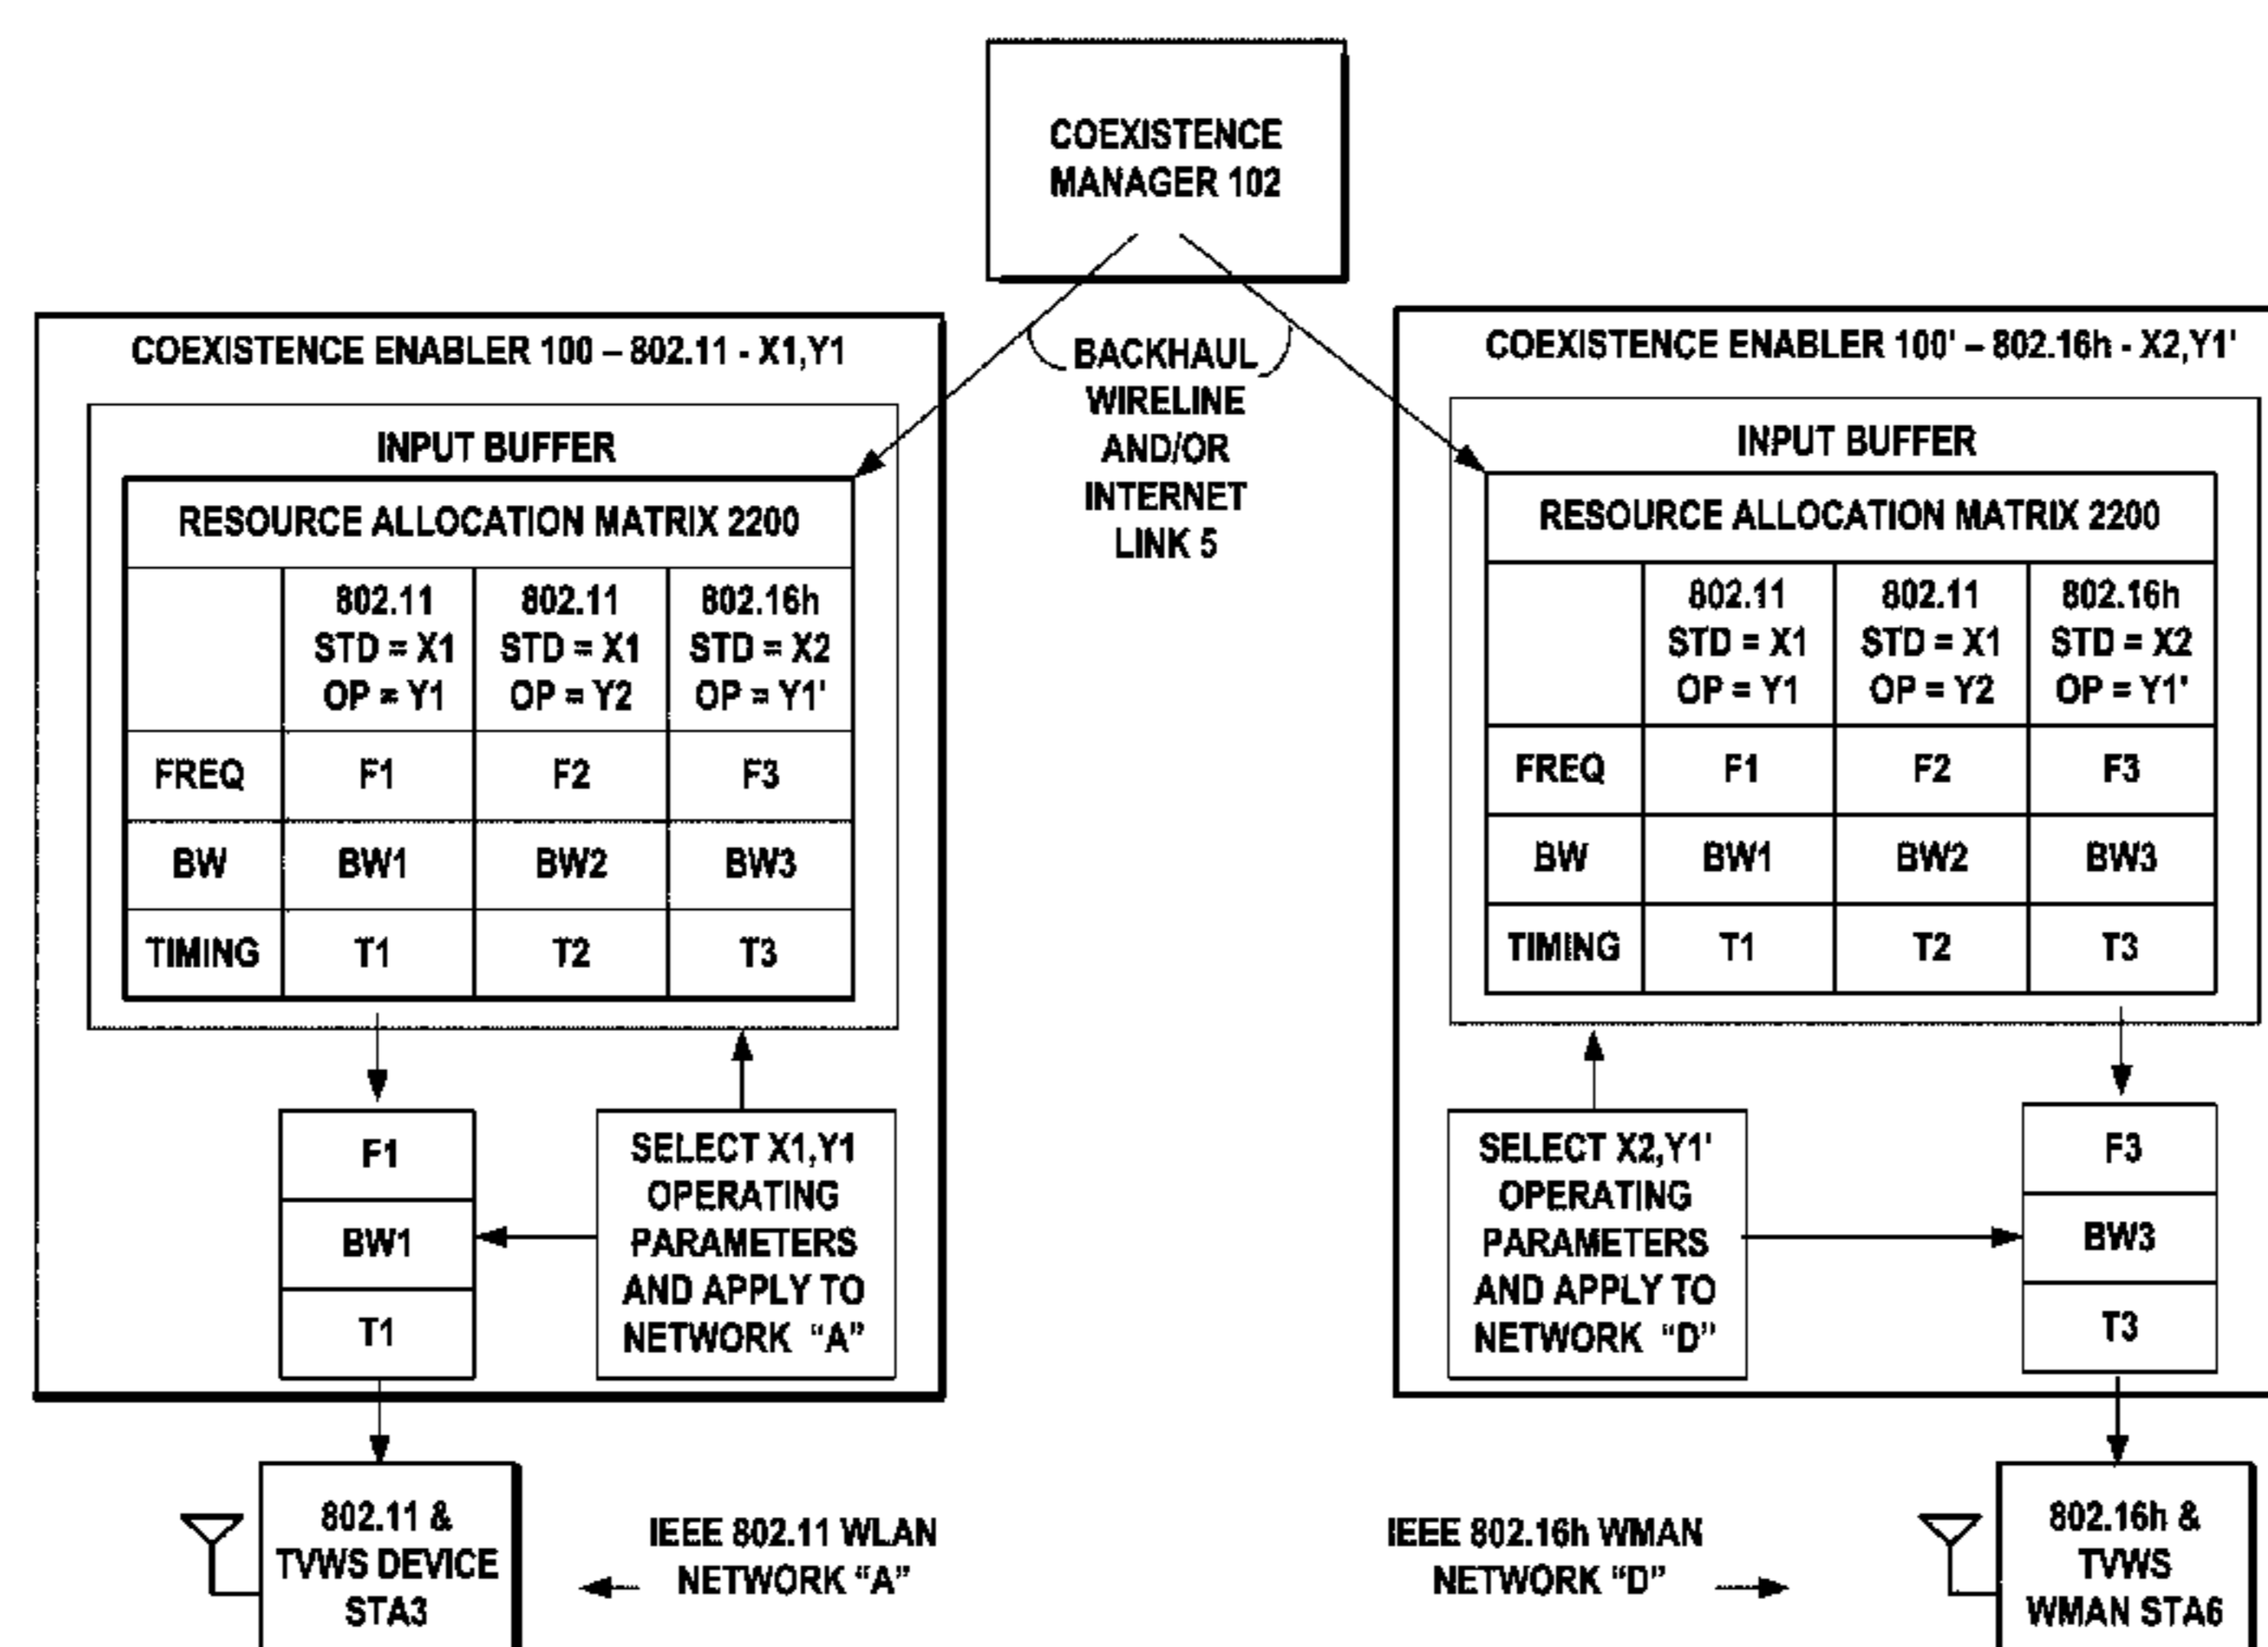 COEXISTENCE
MANAGER 102
COEXISTENCE ENABLER 100 – 802.11 - X1,Y1
INPUT BUFFER
RESOURCE ALLOCATION MATRIX 2200
802.11
STD = X1
OP = Y1
802.11
STD = X1
OP = Y2
802.16h
STD = X2
OP = Y1'
FREQ F1 F2 F3
BW BW1 BW2 BW3
TIMING T1 T2 T3
F1
BW1
T1
SELECT X1,Y1
OPERATING
PARAMETERS
AND APPLY TO
NETWORK "A"
802.11 &
TVWS DEVICE
STA3
IEEE 802.11 WLAN
NETWORK "A"
BACKHAUL
WIRELINE
AND/OR
INTERNET
LINK 5
COEXISTENCE ENABLER 100' – 802.16h - X2,Y1'
INPUT BUFFER
RESOURCE ALLOCATION MATRIX 2200
802.11
STD = X1
OP = Y1
802.11
STD = X1
OP = Y2
802.16h
STD = X2
OP = Y1'
FREQ F1 F2 F3
BW BW1 BW2 BW3
TIMING T1 T2 T3
SELECT X2,Y1'
OPERATING
PARAMETERS
AND APPLY TO
NETWORK "D"
F3
BW3
T3
IEEE 802.16h WMAN
NETWORK "D"
802.16h &
TVWS
WMAN STA6